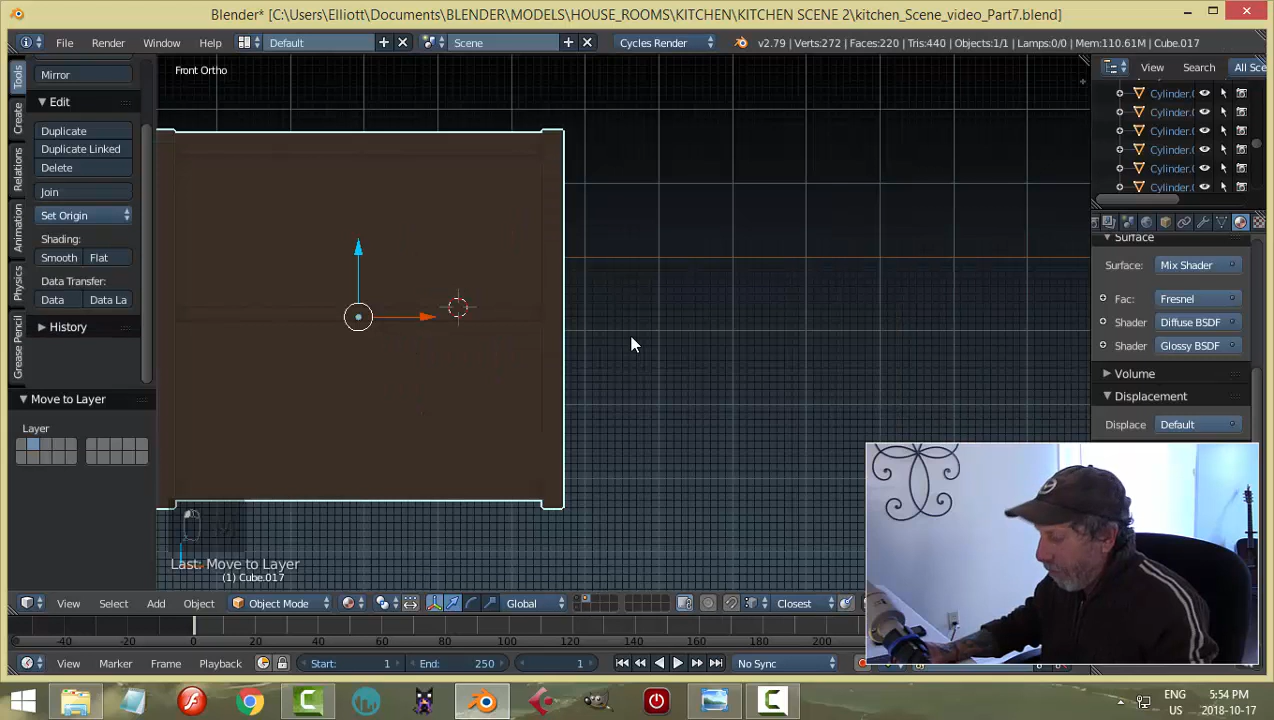 Blender* [C:\Users\Elliott\Documents\BLENDER\MODELS\HOUSE_ROOMS\KITCHEN\KITCHEN SCENE 2\kitchen_Scene_video_Part7.blend]
File Render Window Help Default Scene Cycles Render v2.79 | Verts:272 | Faces:220 | Tris:440 | Objects:1/1 | Lamps:0/0 | Mem:110.61M | Cube.017
Tools
Create
Relations
Animation
Physics
Grease Pencil
Mirror
Edit
Duplicate
Duplicate Linked
Delete
Join
Set Origin
Shading:
Smooth Flat
Data Transfer:
Data Data La
History
Move to Layer
Layer
Front Ortho
Last: Move to Layer
(1) Cube.017
View Search All Sce
Cylinder.
Cylinder.
Cylinder.
Cylinder.
Cylinder.
Cylinder.
Surface
Surface: Mix Shader
Fac: Fresnel
Shader Diffuse BSDF
Shader Glossy BSDF
Volume
Displacement
Displace Default
View Select Add Object Object Mode Global Closest
-40 -20 0 20 40 60 80 100 120 140 160 180 200
View Marker Frame Playback Start: 1 End: 250 1 No Sync
ENG
US
5:54 PM
2018-10-17